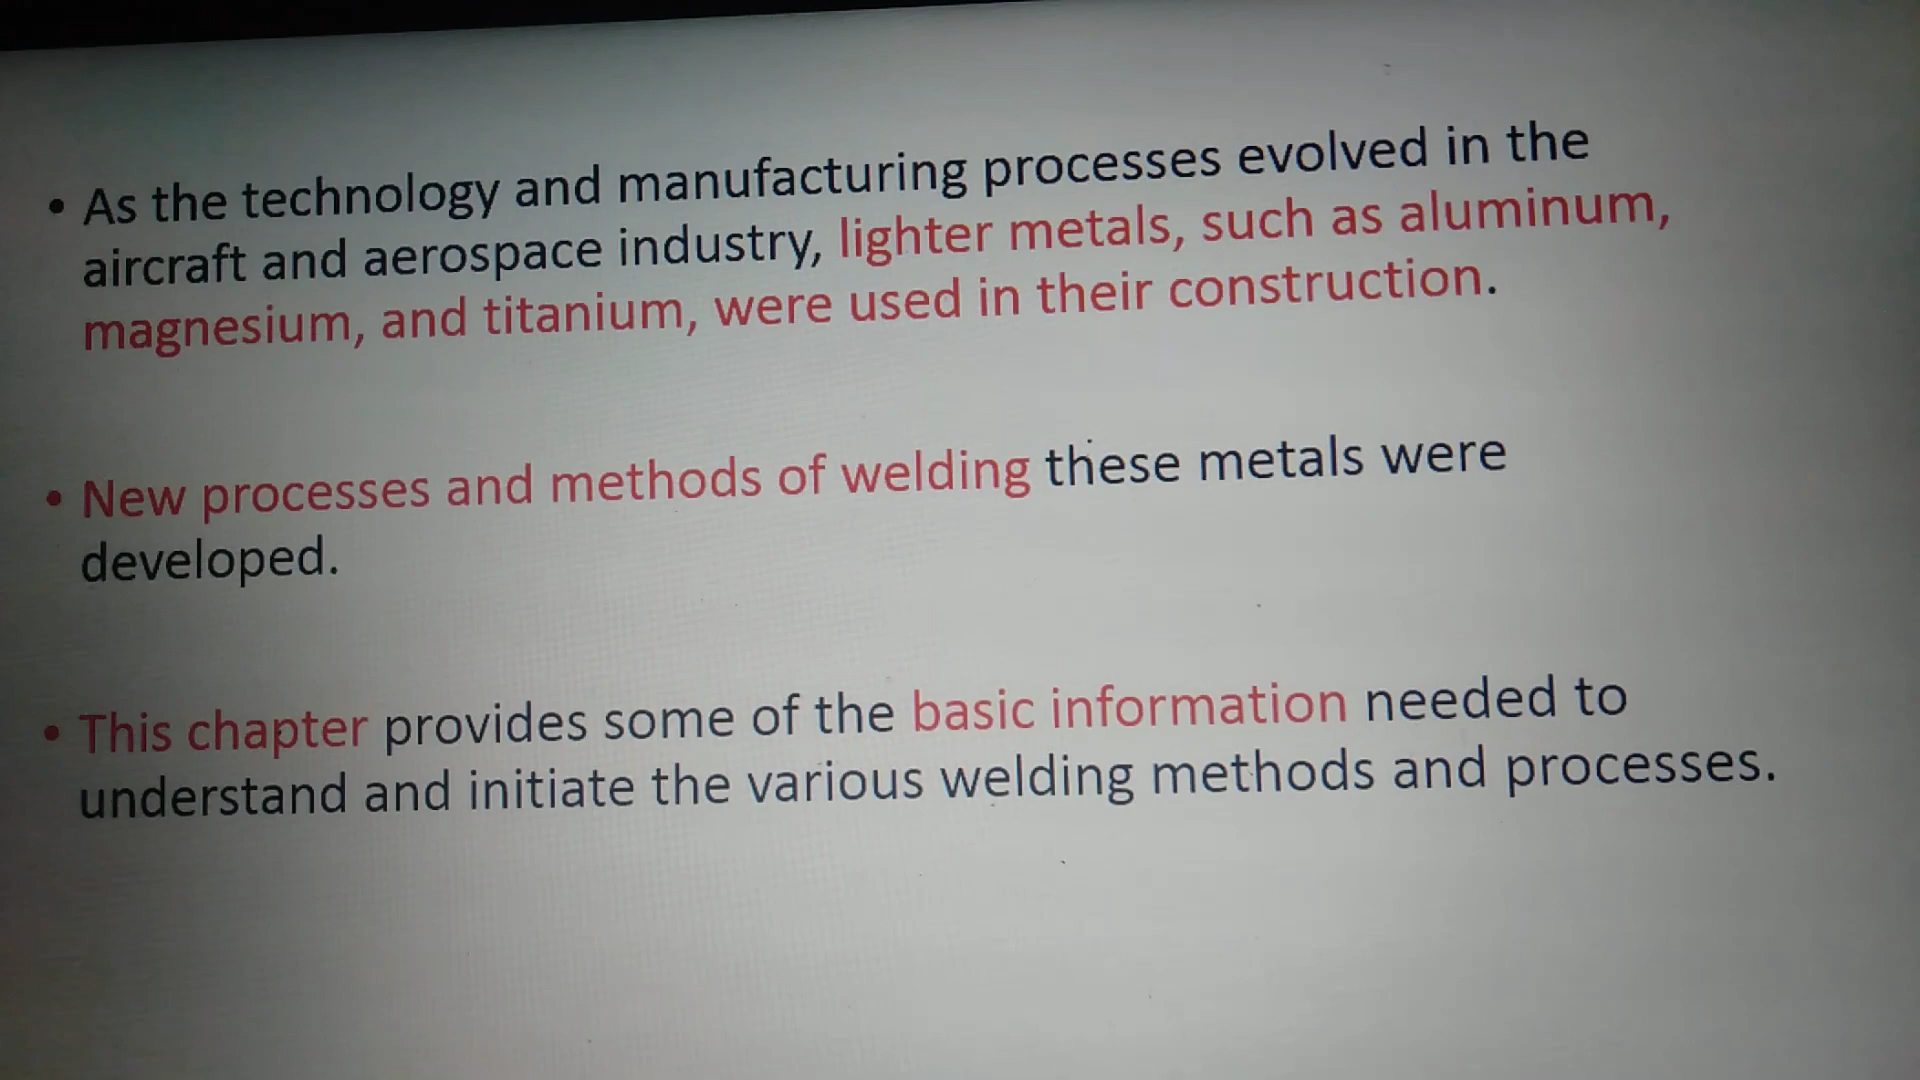 • As the technology and manufacturing processes evolved in the
aircraft and aerospace industry, lighter metals, such as aluminum,
magnesium, and titanium, were used in their construction.
• New processes and methods of welding these metals were
developed.
• This chapter provides some of the basic information needed to
understand and initiate the various welding methods and processes.